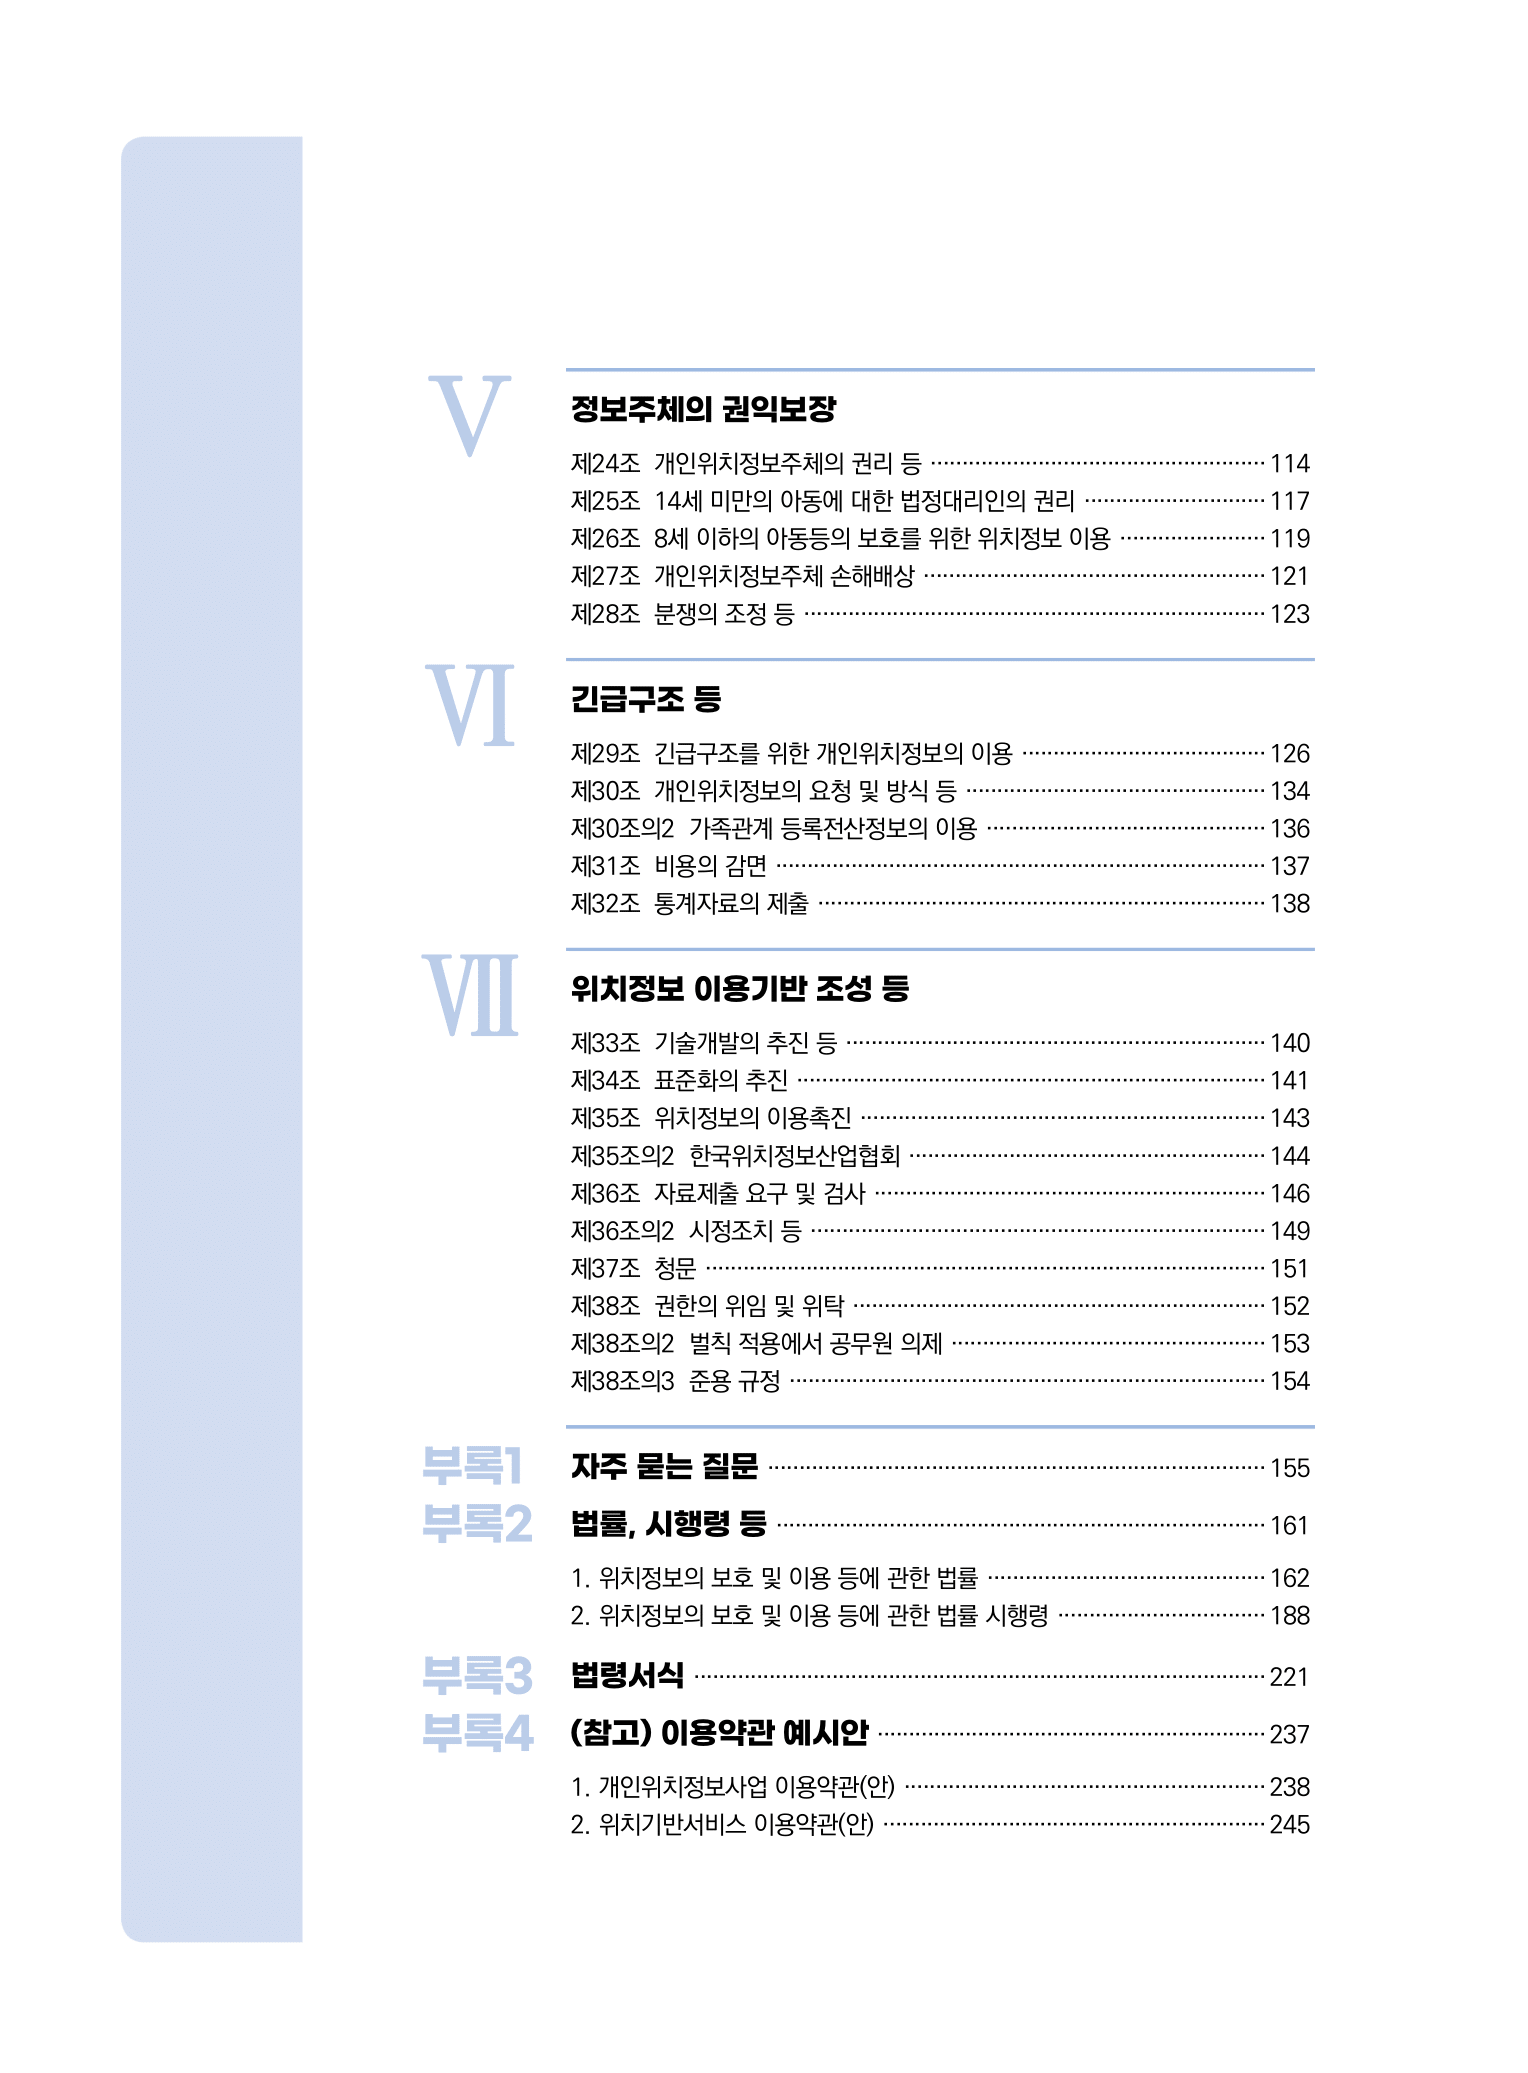 Ⅴ 정보주체의 권익보장
제24조 개인위치정보주체의 권리 등 114
제25조 14세 미만의 아동에 대한 법정대리인의 권리 117
제26조 8세 이하의 아동등의 보호를 위한 위치정보 이용 119
제27조 개인위치정보주체 손해배상 121
제28조 분쟁의 조정 등 123
Ⅵ 긴급구조 등
제29조 긴급구조를 위한 개인위치정보의 이용 126
제30조 개인위치정보의 요청 및 방식 등 134
제30조의2 가족관계 등록전산정보의 이용 136
제31조 비용의 감면 137
제32조 통계자료의 제출 138
Ⅶ 위치정보 이용기반 조성 등
제33조 기술개발의 추진 등 140
제34조 표준화의 추진 141
제35조 위치정보의 이용촉진 143
제35조의2 한국위치정보산업협회 144
제36조 자료제출 요구 및 검사 146
제36조의2 시정조치 등 149
제37조 청문 151
제38조 권한의 위임 및 위탁 152
제38조의2 벌칙 적용에서 공무원 의제 153
제38조의3 준용 규정 154
부록1 자주 묻는 질문 155
부록2 법률, 시행령 등 161
1. 위치정보의 보호 및 이용 등에 관한 법률 162
2. 위치정보의 보호 및 이용 등에 관한 법률 시행령 188
부록3 법령서식 221
부록4 (참고) 이용약관 예시안 237
1. 개인위치정보사업 이용약관(안) 238
2. 위치기반서비스 이용약관(안) 245